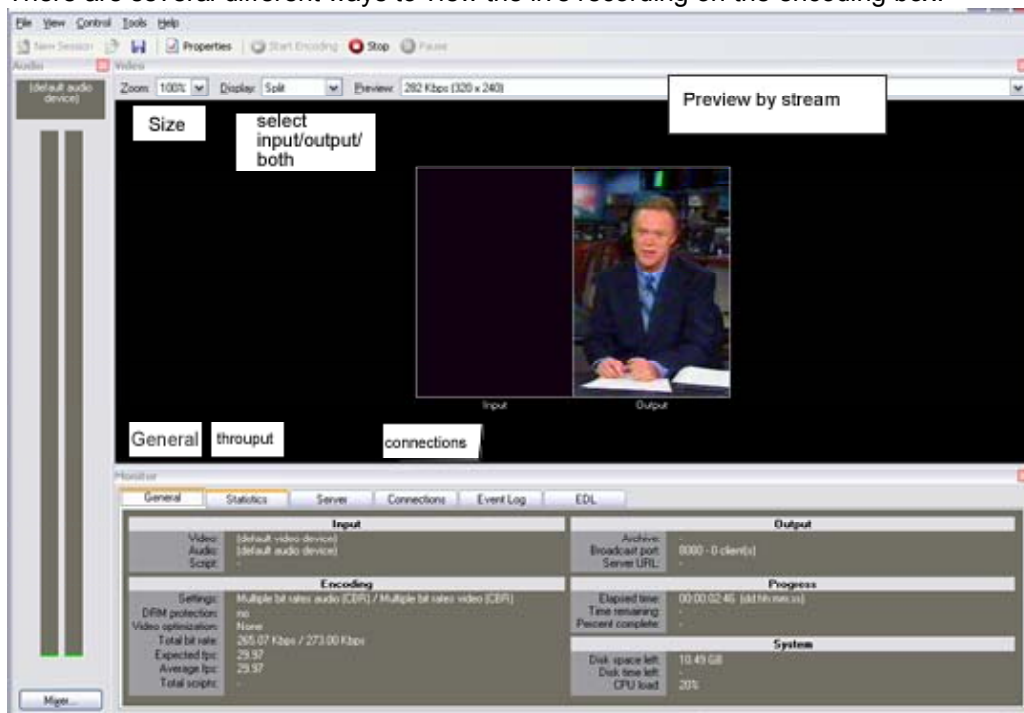 There are several different ways to view the live recording on the encoding box.
File View Control Tools Help
New Session Properties Start Encoding Stop Pause
Audio Video
(default audio device)
Zoom: 100% Display: Split Preview: 282 Kbps (320 x 240)
Size
select input/output/ both
Preview by stream
Input Output
General throuput connections
Monitor
General Statistics Server Connections Event Log EDL
Input
Video: (default video device)
Audio: (default audio device)
Script: -
Encoding
Settings: Multiple bit rates audio (CBR) / Multiple bit rates video (CBR)
DRM protection: no
Video optimization: None
Total bit rate: 265.07 Kbps / 273.00 Kbps
Expected fps: 29.97
Average fps: 29.97
Total scripts: -
Output
Archive: -
Broadcast port: 8080 - 0 client(s)
Server URL: -
Progress
Elapsed time: 00:00:02:46 (dd:hh:mm:ss)
Time remaining: -
Percent complete: -
System
Disk space left: 10.49 GB
Disk time left: -
CPU load: 20%
Mixer...